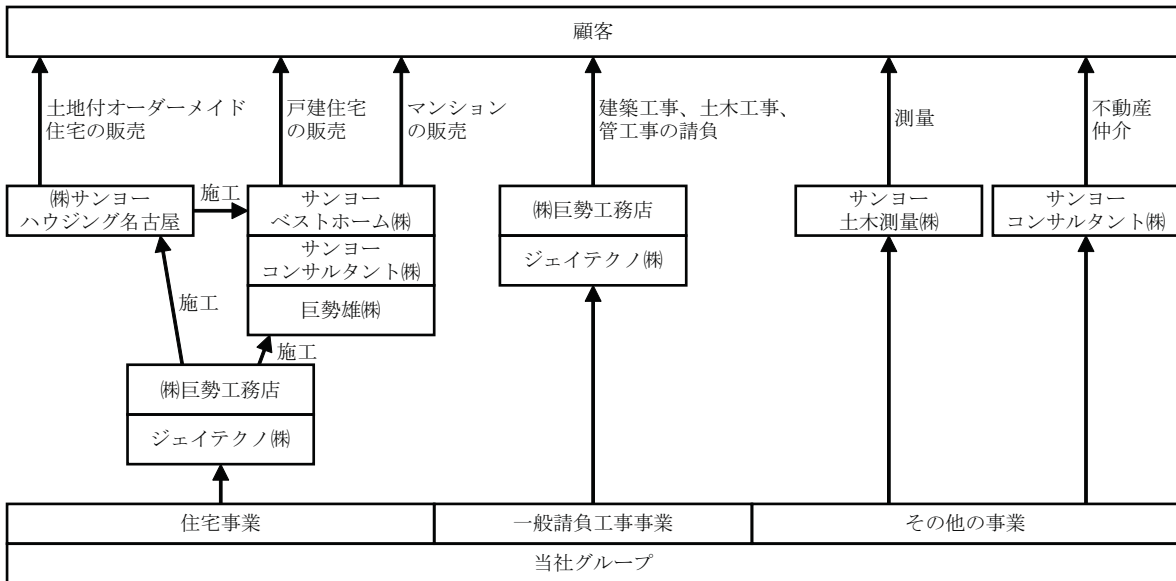 顧客
土地付オーダーメイド
住宅の販売
戸建住宅
の販売
マンション
の販売
建築工事、土木工事、
管工事の請負
測量
不動産
仲介
㈱サンヨー
ハウジング名古屋
施工
サンヨー
ベストホーム㈱
サンヨー
コンサルタント㈱
巨勢雄㈱
㈱巨勢工務店
ジェイテクノ㈱
サンヨー
土木測量㈱
サンヨー
コンサルタント㈱
施工
施工
㈱巨勢工務店
ジェイテクノ㈱
住宅事業
一般請負工事事業
その他の事業
当社グループ